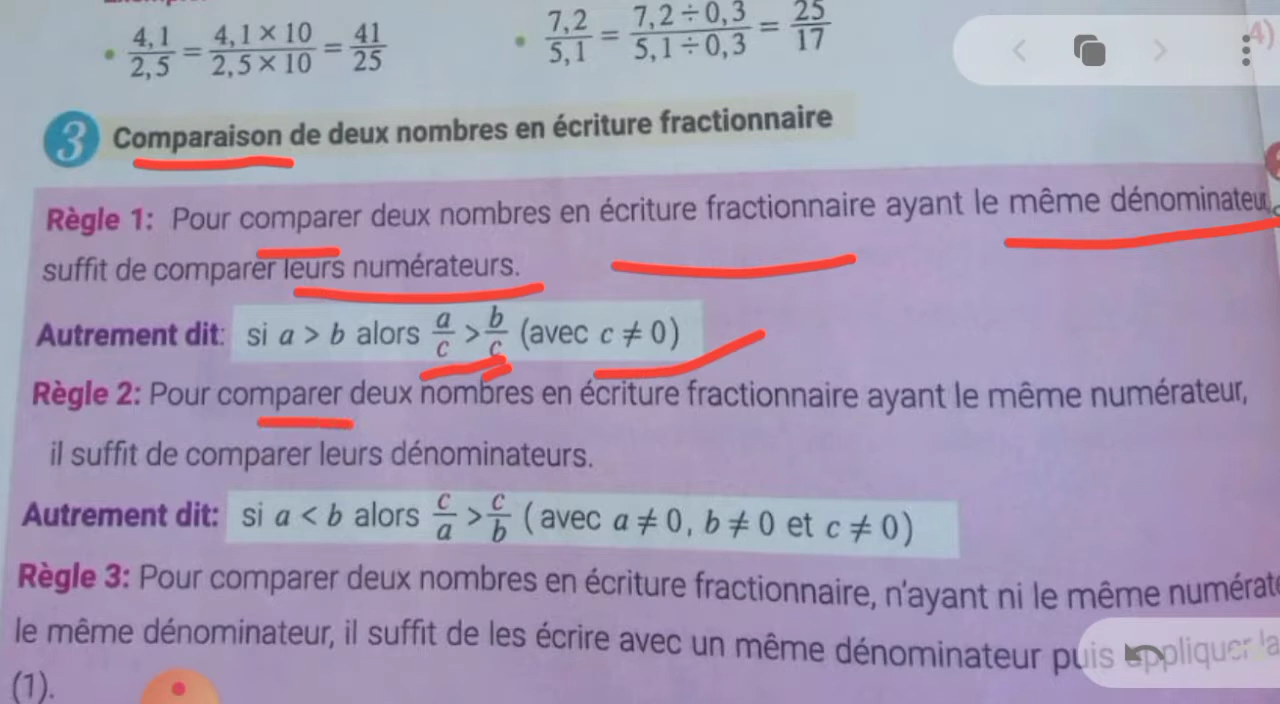 • 4,1/2,5 = 4,1 × 10/2,5 × 10 = 41/25
• 7,2/5,1 = 7,2 ÷ 0,3/5,1 ÷ 0,3 = 25/17
4)
3 Comparaison de deux nombres en écriture fractionnaire
Règle 1: Pour comparer deux nombres en écriture fractionnaire ayant le même dénominateu
suffit de comparer leurs numérateurs.
Autrement dit: si a > b alors a/c > b/c (avec c ≠ 0)
Règle 2: Pour comparer deux nombres en écriture fractionnaire ayant le même numérateur,
il suffit de comparer leurs dénominateurs.
Autrement dit: si a < b alors c/a > c/b (avec a ≠ 0, b ≠ 0 et c ≠ 0)
Règle 3: Pour comparer deux nombres en écriture fractionnaire, n'ayant ni le même numérat
le même dénominateur, il suffit de les écrire avec un même dénominateur puis appliquer la
(1).